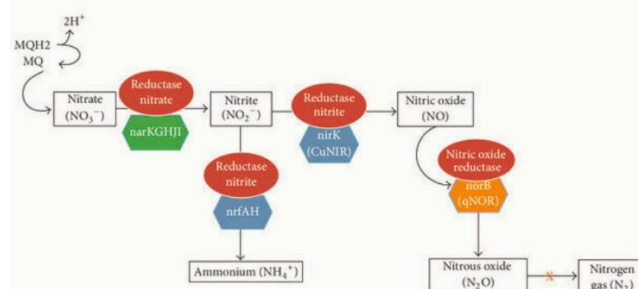 2H⁺
MQH2
MQ
Nitrate
(NO₃⁻)
Reductase
nitrate
narKGHJI
Nitrite
(NO₂⁻)
Reductase
nitrite
nirK
(CuNIR)
Nitric oxide
(NO)
Reductase
nitrite
nrfAH
Nitric oxide
reductase
norB
(qNOR)
Ammonium (NH₄⁺)
Nitrous oxide
(N₂O)
X
Nitrogen
gas (N₂)